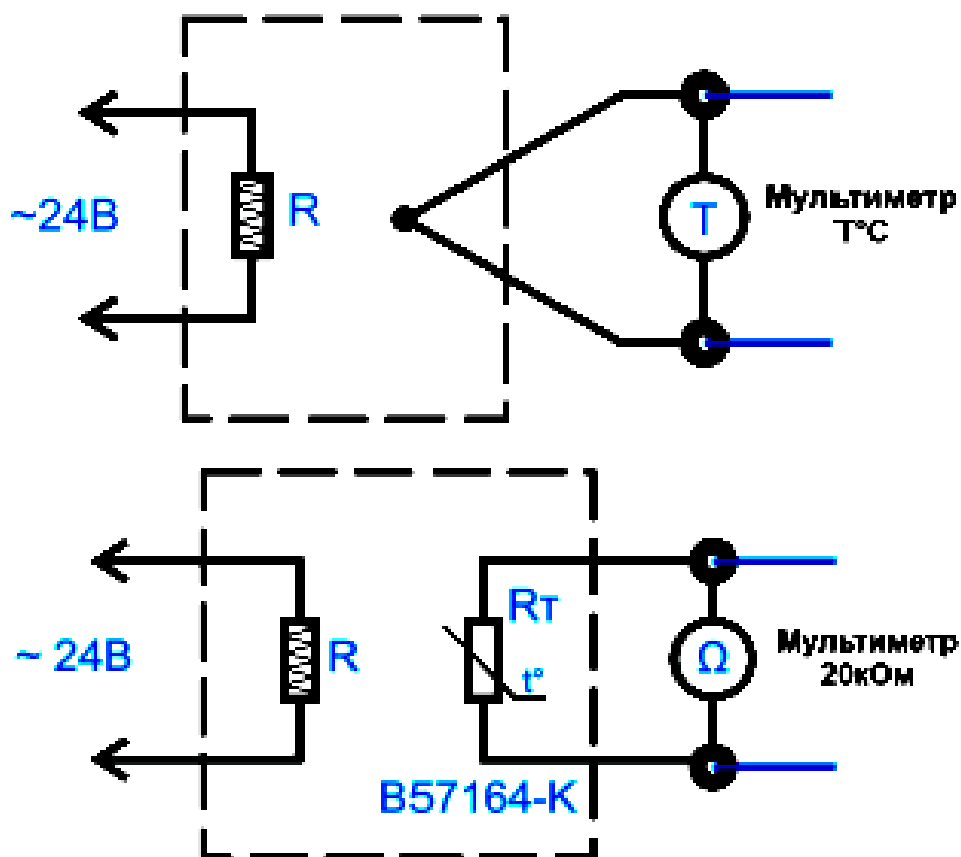 ~24В
R
T
Мультиметр
T°C
~ 24В
R
RТ
t°
Ω
Мультиметр
20кОм
B57164-K